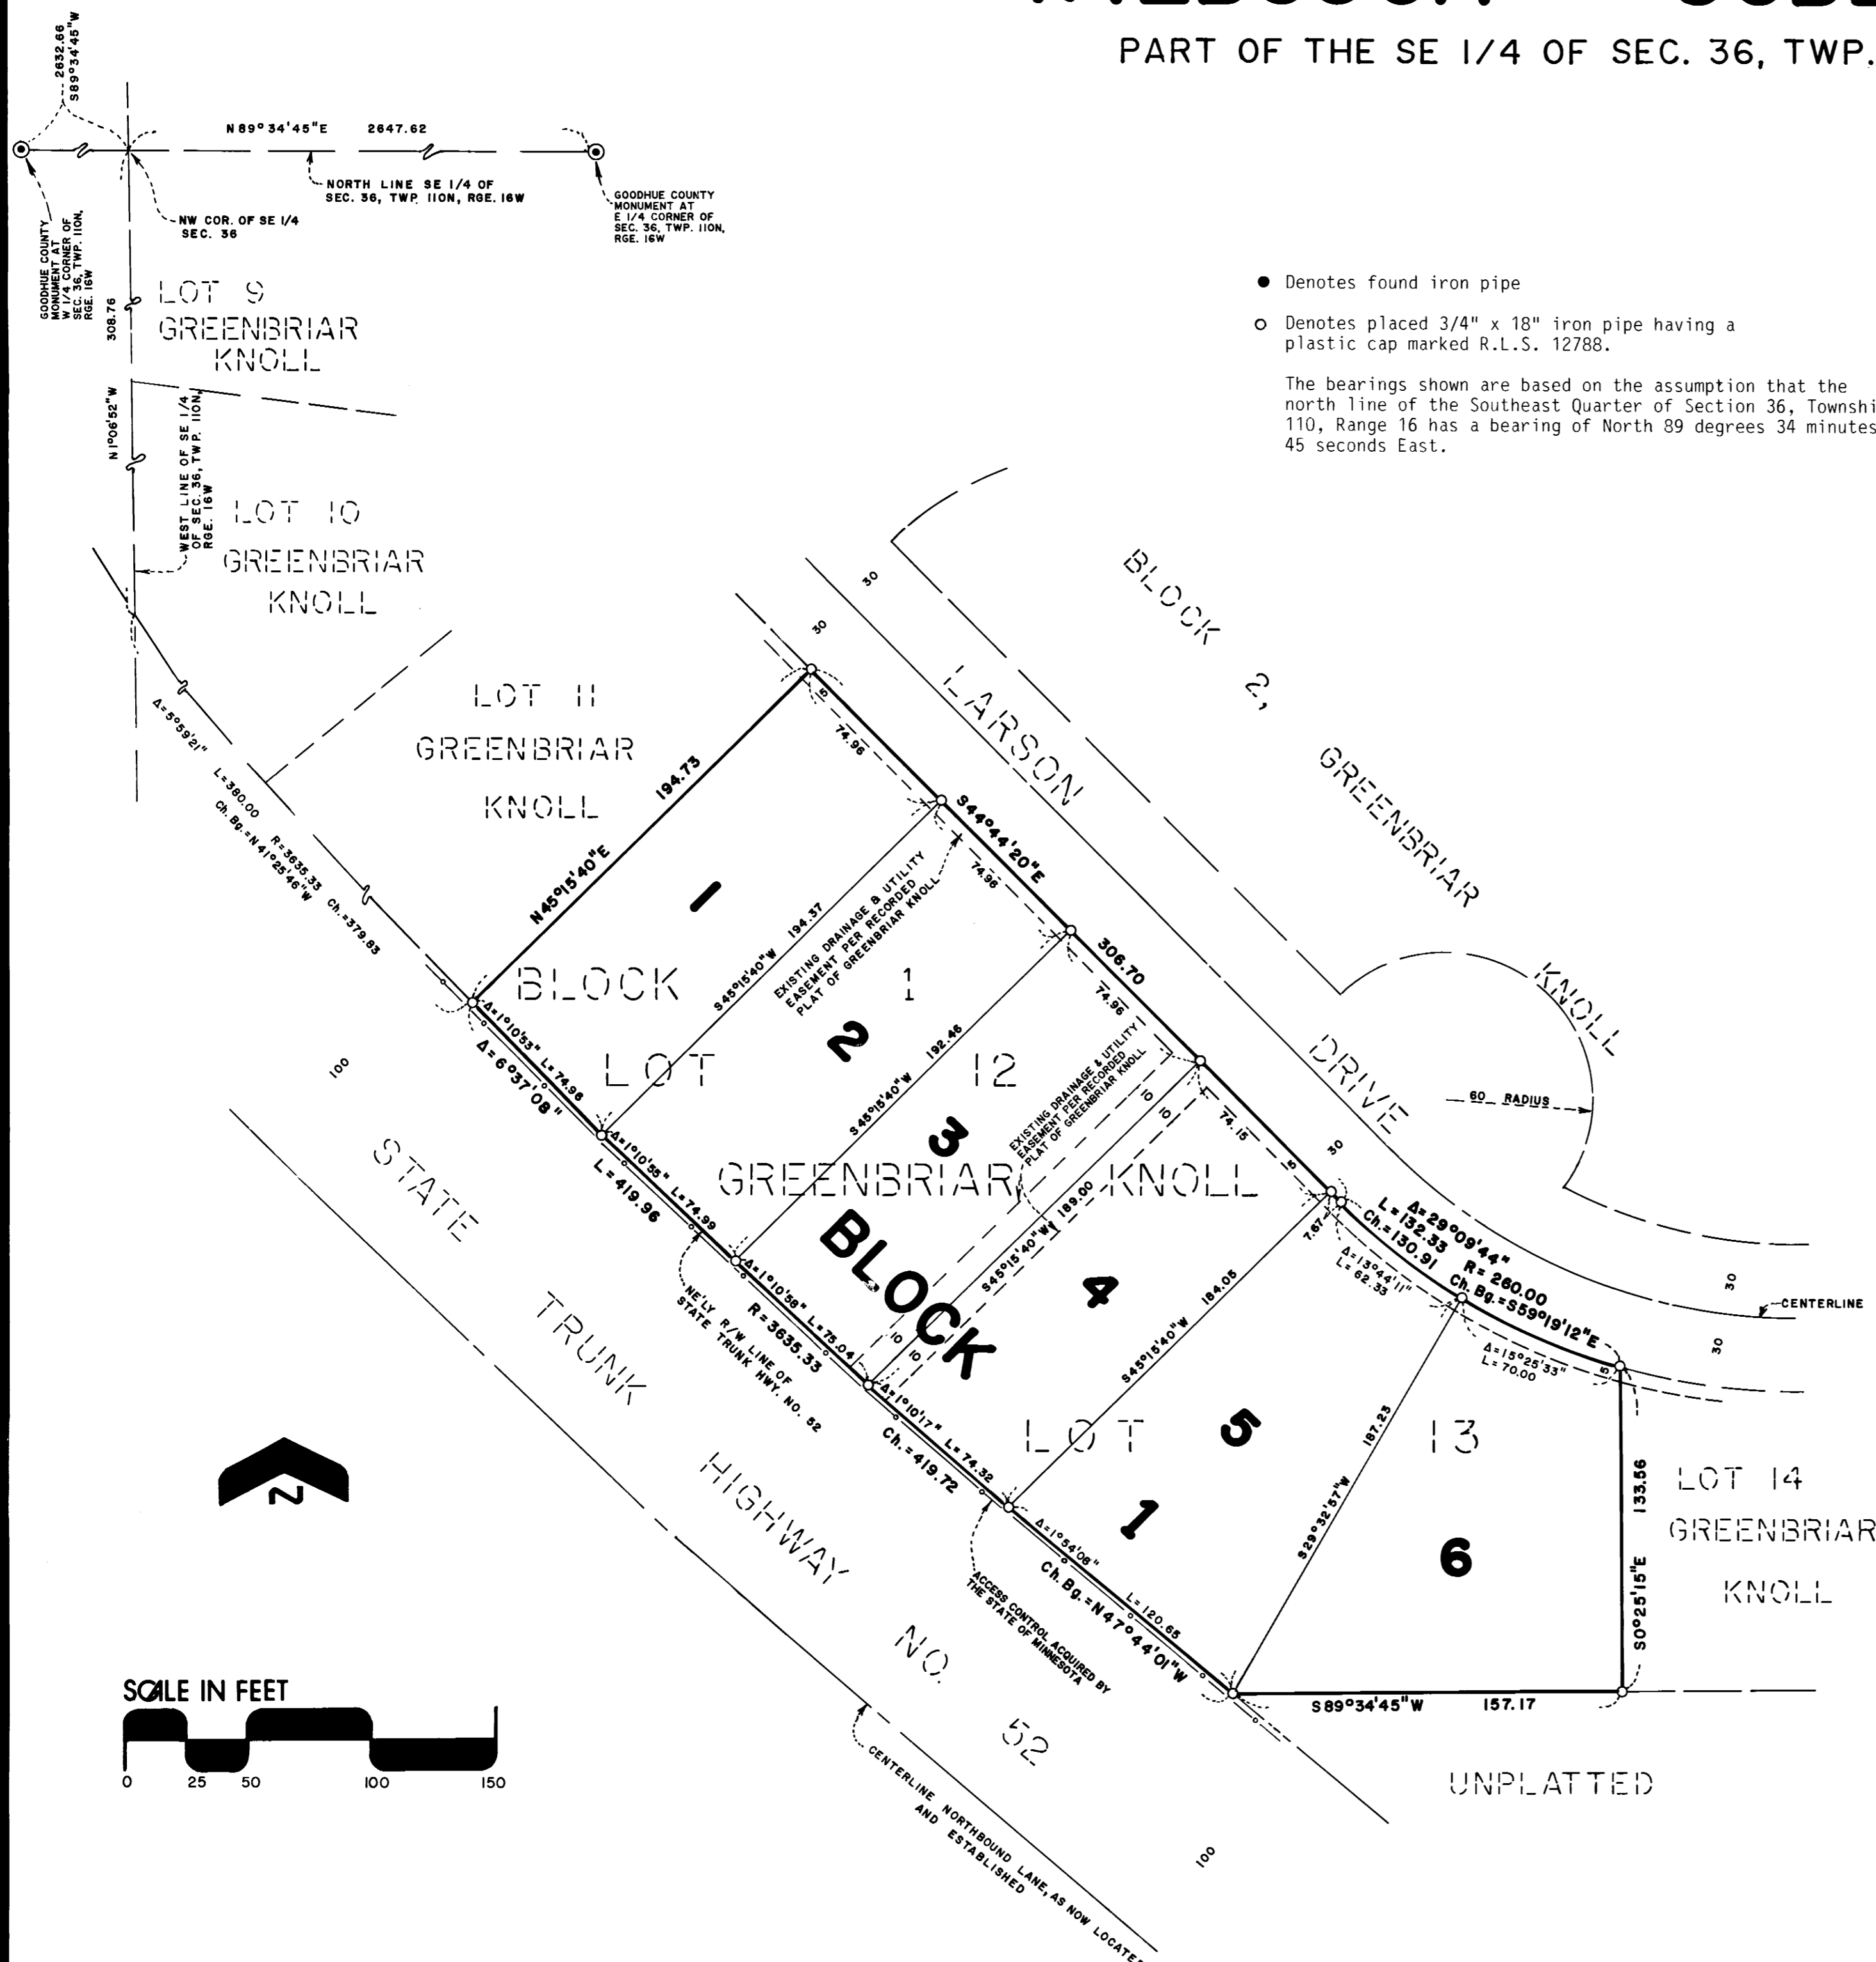 PART OF THE SE 1/4 OF SEC. 36, TWP.
2632.66
S89°34'45"W
N89°34'45"E 2647.62
NORTH LINE SE 1/4 OF
SEC. 36, TWP. 110N, RGE. 16W
NW COR. OF SE 1/4
SEC. 36
GOODHUE COUNTY
MONUMENT AT
E 1/4 CORNER OF
SEC. 36, TWP. 110N,
RGE. 16W
GOODHUE COUNTY
MONUMENT AT
W 1/4 CORNER OF
SEC. 36, TWP. 110N,
RGE. 16W
308.76
N1°06'52"W
WEST LINE OF SE 1/4
OF SEC. 36, TWP. 110N,
RGE. 16W
LOT 9
GREENBRIAR
KNOLL
LOT 10
GREENBRIAR
KNOLL
LOT 11
GREENBRIAR
KNOLL
● Denotes found iron pipe
○ Denotes placed 3/4" x 18" iron pipe having a
plastic cap marked R.L.S. 12788.
The bearings shown are based on the assumption that the
north line of the Southeast Quarter of Section 36, Townshi
110, Range 16 has a bearing of North 89 degrees 34 minutes
45 seconds East.
BLOCK 2,
GREENBRIAR
KNOLL
30
30
LARSON
DRIVE
60 RADIUS
30
30
30
CENTERLINE
Δ=5°59'21"
L=380.00 R=3635.33 Ch.=379.83
Ch. Bg.=N41°25'46"W
N45°15'40"E
194.73
5
74.96
S44°44'20"E
74.96
306.70
74.96
74.15
5
7.67
1
S45°15'40"W 194.37
EXISTING DRAINAGE & UTILITY
EASEMENT PER RECORDED
PLAT OF GREENBRIAR KNOLL
BLOCK 1
1
2
S45°15'40"W 192.46
LOT 12
EXISTING DRAINAGE & UTILITY
EASEMENT PER RECORDED
PLAT OF GREENBRIAR KNOLL
10
10
3
GREENBRIAR KNOLL
S45°15'40"W 189.00
10
10
BLOCK
1
4
S45°15'40"W 184.05
5
LOT 13
S29°32'57"W 187.23
6
Δ=29°09'44"
L=132.33 R=260.00
Ch.=130.91 Ch. Bg.=S59°19'12"E
Δ=13°44'11"
L=62.33
Δ=15°25'33"
L=70.00
5
133.56
S0°25'15"E
LOT 14
GREENBRIAR
KNOLL
S89°34'45"W 157.17
UNPLATTED
Δ=1°10'53" L=74.96
Δ=6°37'08"
Δ=1°10'55" L=74.99
L=419.96
Δ=1°10'58" L=75.04
R=3635.33
Δ=1°10'17" L=74.32
Ch.=419.72
Δ=1°54'06" L=120.65
Ch. Bg.=N47°44'01"W
NE'LY R/W LINE OF
STATE TRUNK HWY. NO. 52
ACCESS CONTROL ACQUIRED BY
THE STATE OF MINNESOTA
100
STATE
TRUNK
HIGHWAY
NO.
52
100
CENTERLINE NORTHBOUND LANE, AS NOW LOCATED
AND ESTABLISHED
N
SCALE IN FEET
0 25 50 100 150